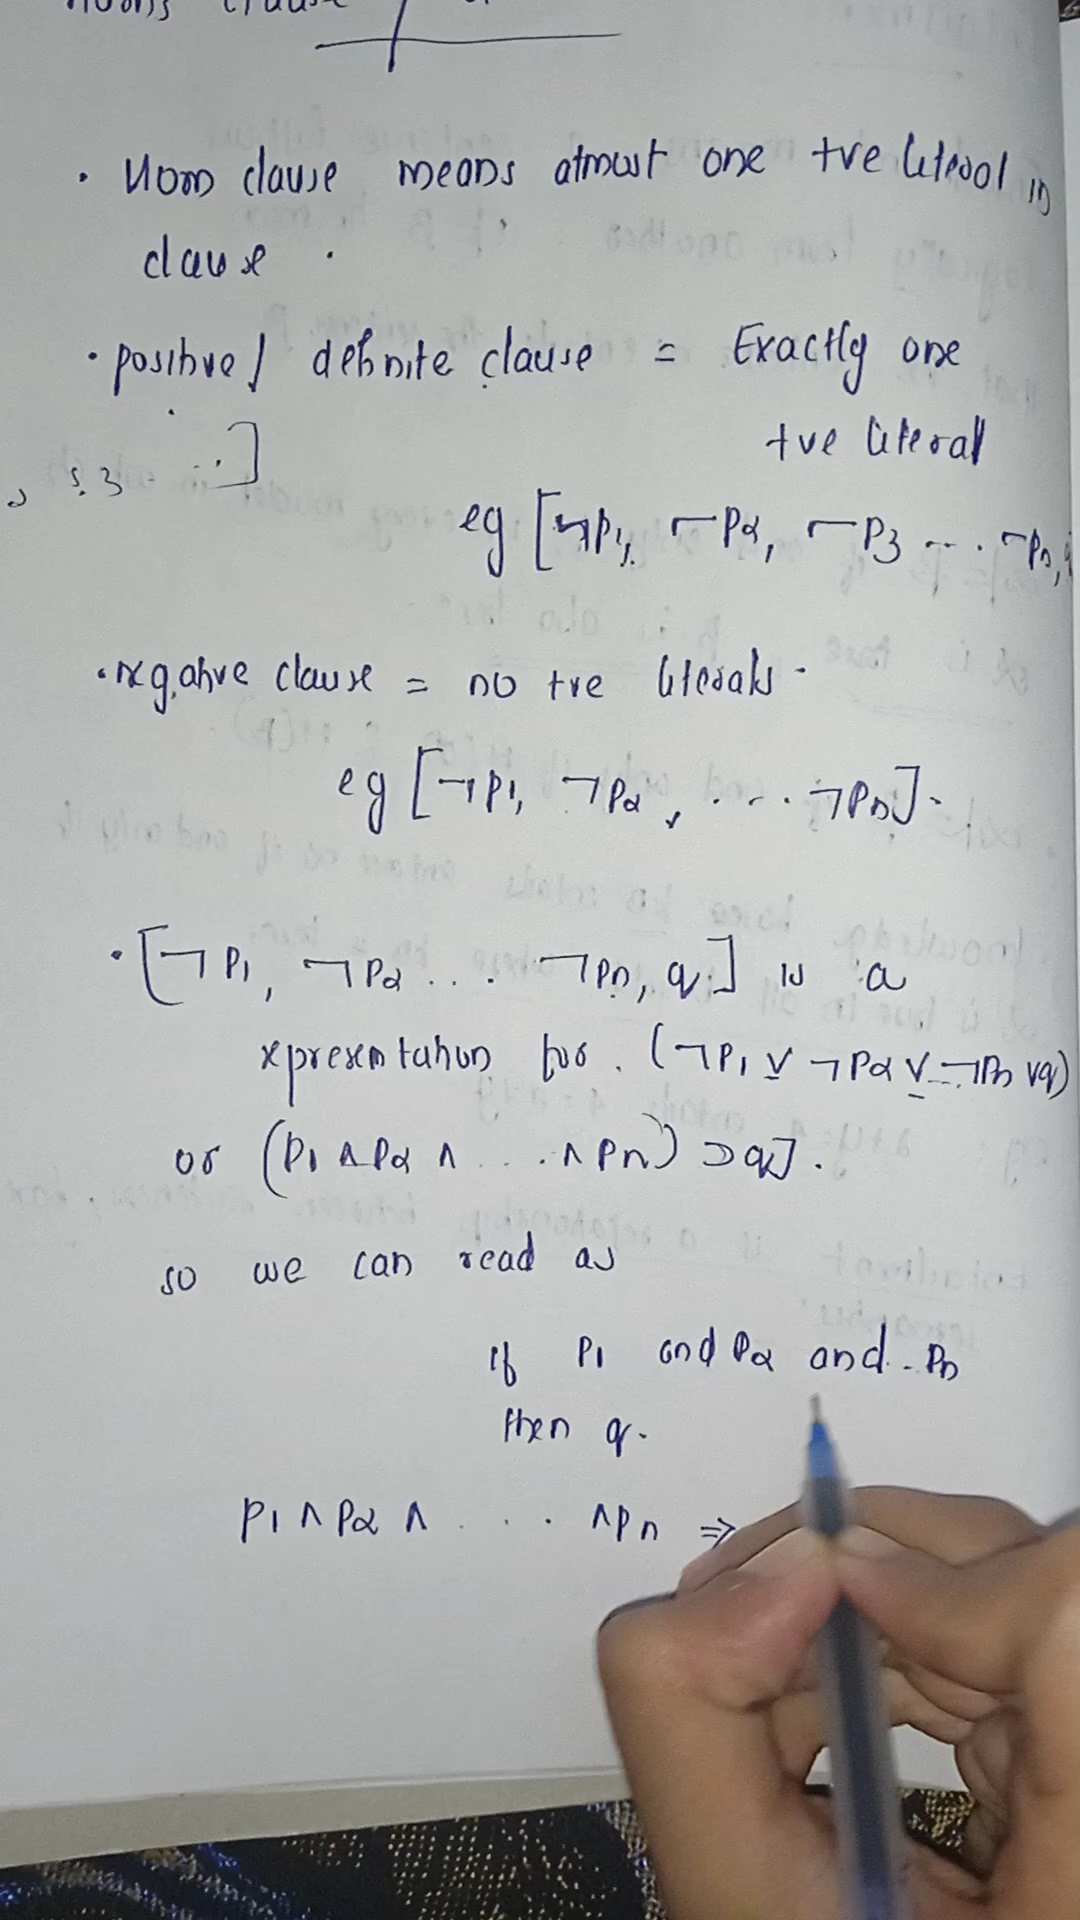 clause
• Horn clause means atmost one +ve literal in
clause .
• positive / definite clause = Exactly one
+ve literal
, s.3 . . ]
eg [¬p1, ¬p2, ¬p3 ... ¬pn, q
• negative clause = no +ve literals .
eg [¬p1, ¬p2, .... ¬pn].
• [¬p1, ¬p2 ... ¬pn, q] is a
representation for. (¬p1 ∨ ¬p2 ∨ ..¬pn ∨q)
or (p1 ∧ p2 ∧ .... ∧ pn) ⊃ q].
so we can read as
If p1 and p2 and .. pn
then q.
p1 ∧ p2 ∧ .... ∧ pn ⇒